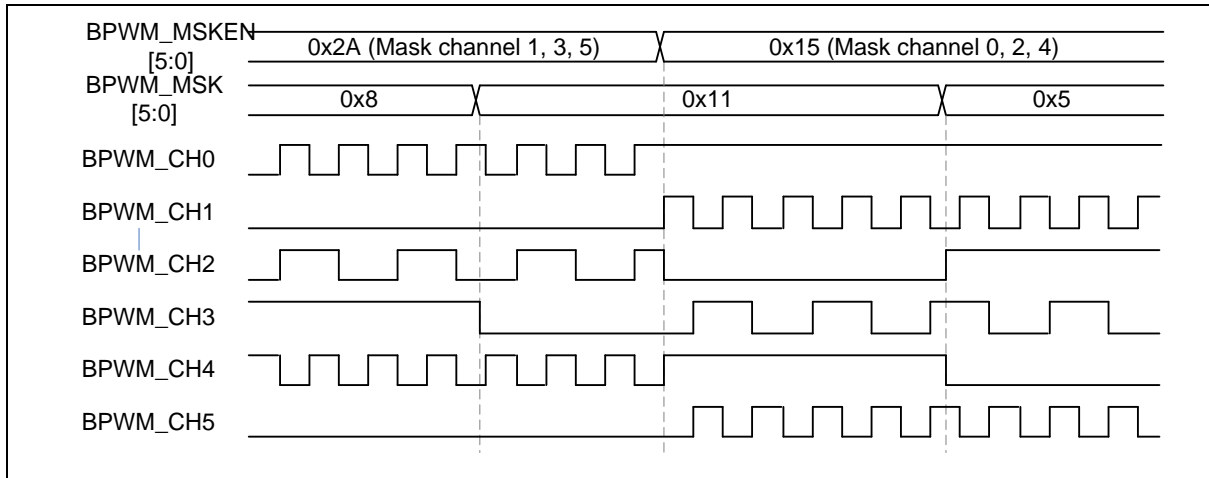 BPWM_MSKEN
[5:0]
0x2A (Mask channel 1, 3, 5)
0x15 (Mask channel 0, 2, 4)
BPWM_MSK
[5:0]
0x8
0x11
0x5
BPWM_CH0
BPWM_CH1
BPWM_CH2
BPWM_CH3
BPWM_CH4
BPWM_CH5